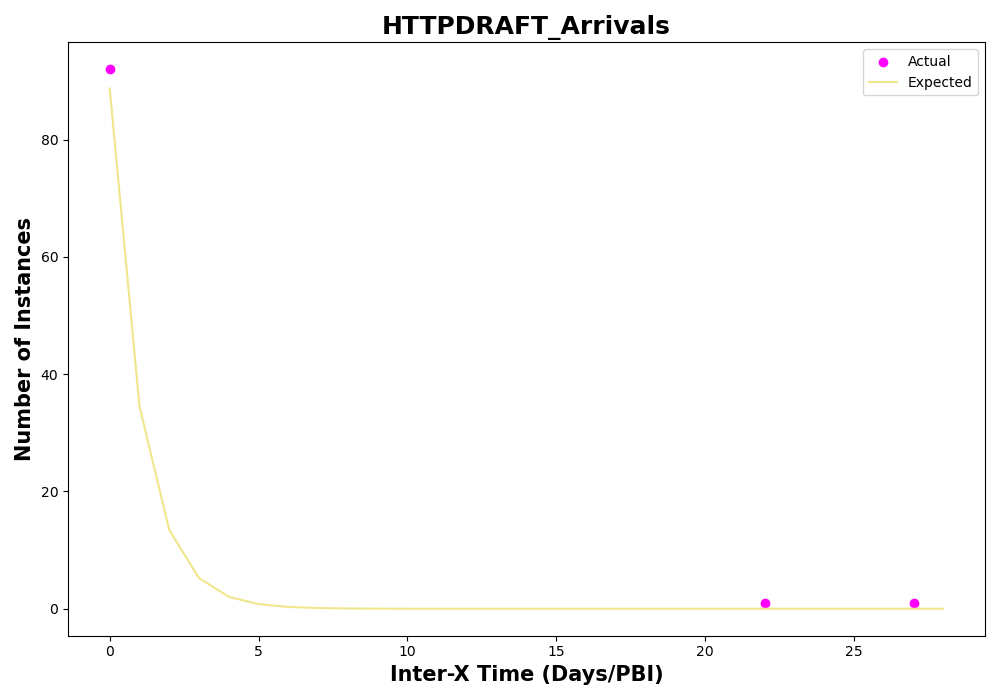 HTTPDRAFT_Arrivals
Actual
Expected
Number of Instances
80
60
40
20
0
0
5
10
15
20
25
Inter-X Time (Days/PBI)